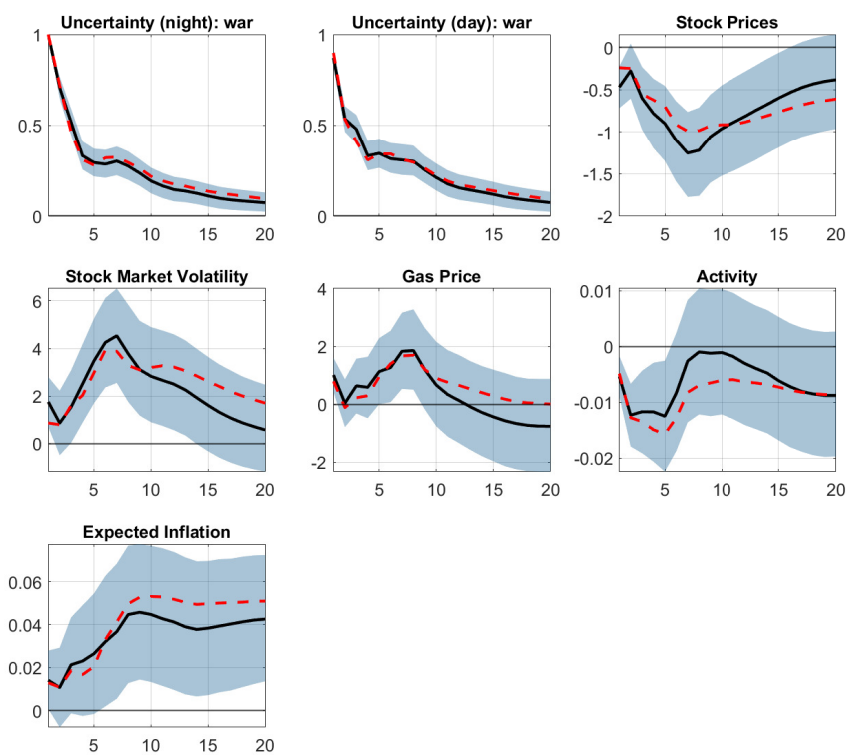 Uncertainty (night): war
1
0.5
0
5 10 15 20
Uncertainty (day): war
1
0.5
0
5 10 15 20
Stock Prices
0
-0.5
-1
-1.5
-2
5 10 15 20
Stock Market Volatility
6
4
2
0
5 10 15 20
Gas Price
4
2
0
-2
5 10 15 20
Activity
0.01
0
-0.01
-0.02
5 10 15 20
Expected Inflation
0.06
0.04
0.02
0
5 10 15 20